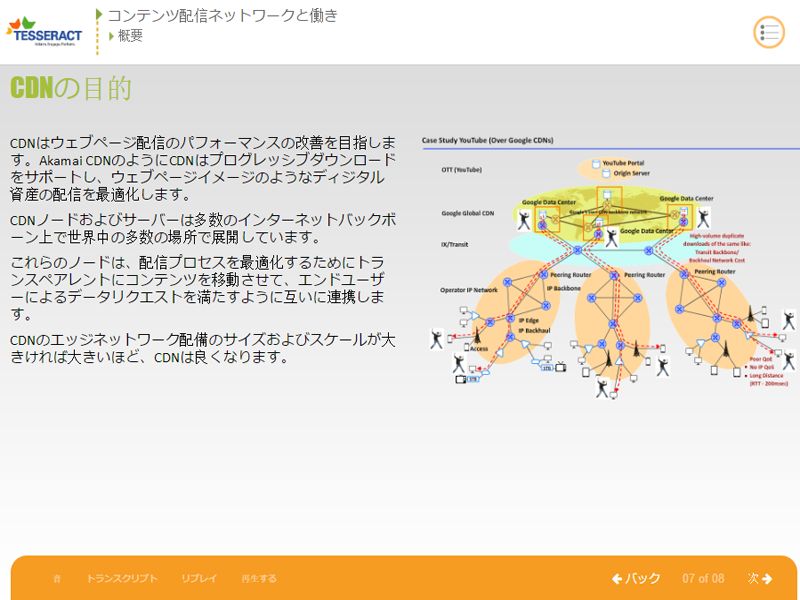 TESSERACT
コンテンツ配信ネットワークと働き
概要
CDNの目的
CDNはウェブページ配信のパフォーマンスの改善を目指しま
す。Akamai CDNのようにCDNはプログレッシブダウンロード
をサポートし、ウェブページイメージのようなディジタル
資産の配信を最適化します。
CDNノードおよびサーバーは多数のインターネットバックボ
ーン上で世界中の多数の場所で展開しています。
これらのノードは、配信プロセスを最適化するためにトラ
ンスペアレントにコンテンツを移動させて、エンドユーザ
ーによるデータリクエストを満たすように互いに連携しま
す。
CDNのエッジネットワーク配備のサイズおよびスケールが大
きければ大きいほど、CDNは良くなります。
Case Study YouTube (Over Google CDNs)
OTT (YouTube)
YouTube Portal
Origin Server
Google Data Center
Google Data Center
Google Global CDN
Google Data Center
IX/Transit
High-volume duplicate
downloads of the same like:
Transit Backbone/
Backhaul Network Cost
Peering Router
Peering Router
Peering Router
Operator IP Network
IP Backbone
IP Edge
IP Backhaul
Access
Poor QoE
No IP QoS
Long Distance
(RTT - 200msec)
音
トランスクリプト
リプレイ
再生する
バック
07 of 08
次